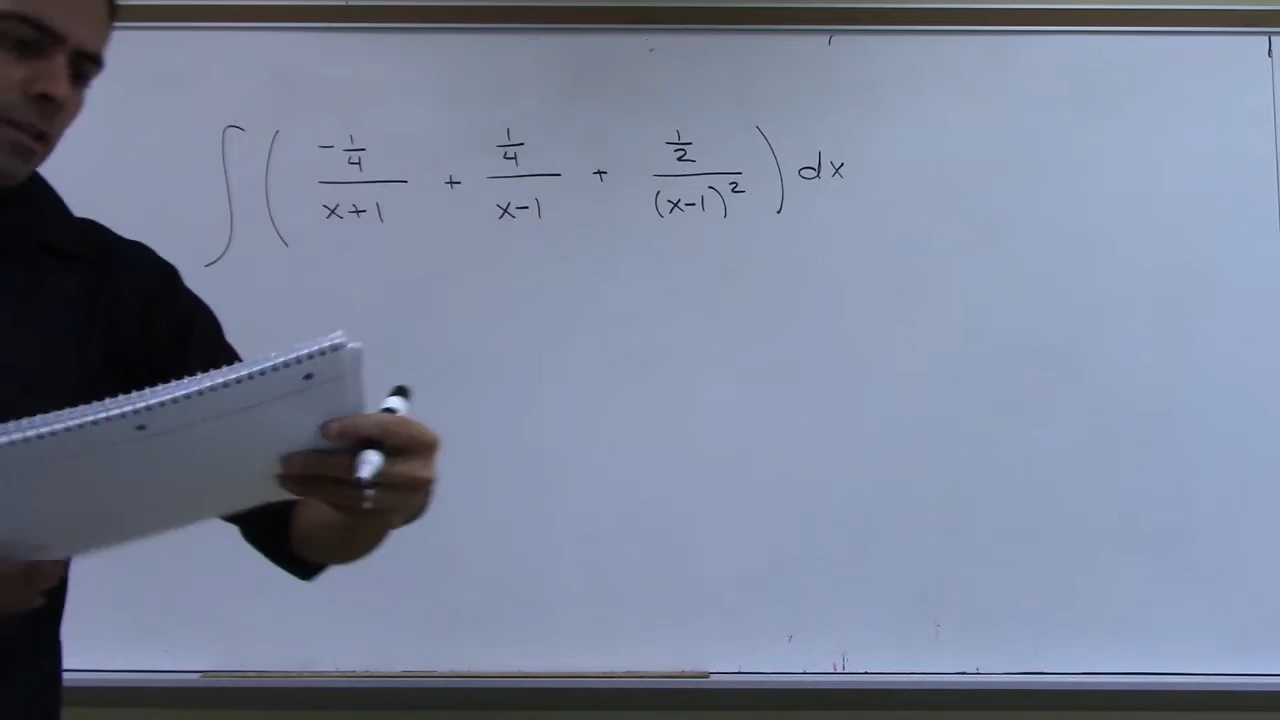 ∫ ( (-1/4)/(x+1) + (1/4)/(x-1) + (1/2)/(x-1)² ) dx